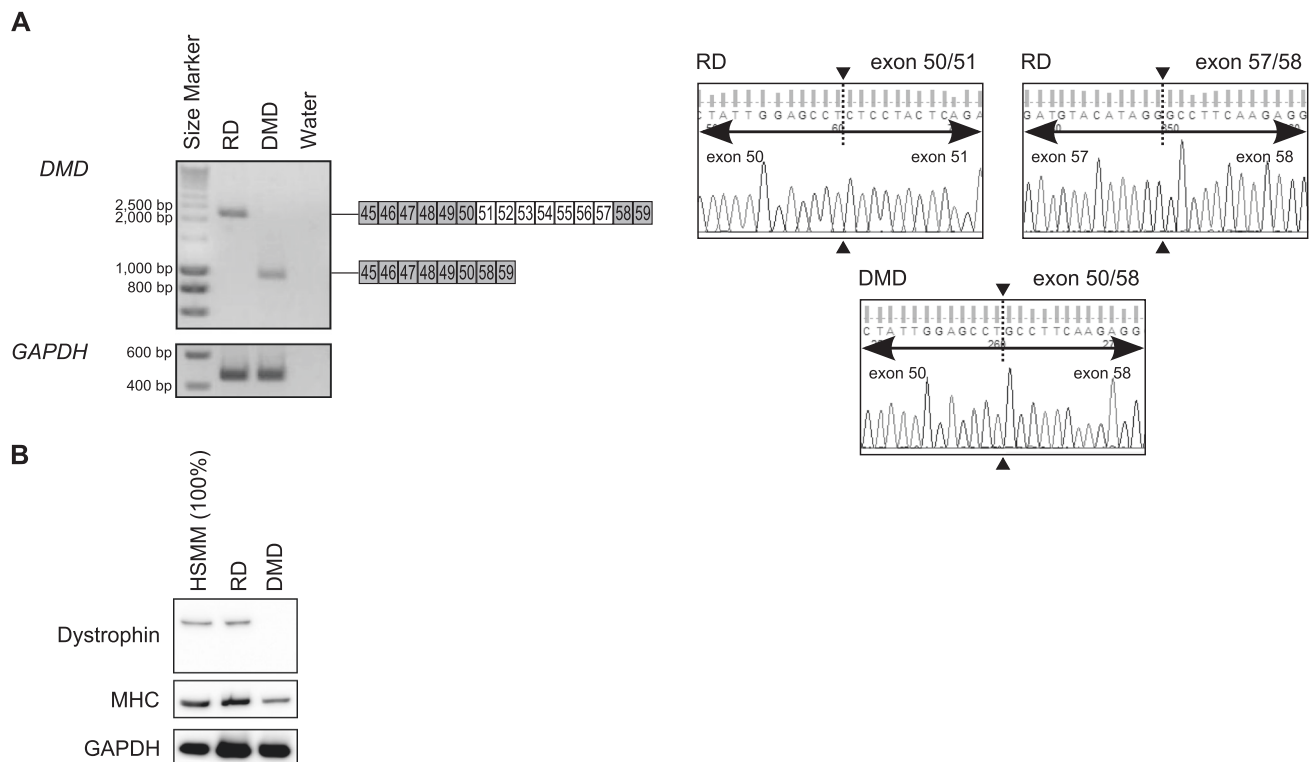 A
Size Marker
RD
DMD
Water
DMD
2,500 bp
2,000 bp
1,000 bp
800 bp
45 46 47 48 49 50 51 52 53 54 55 56 57 58 59
45 46 47 48 49 50 58 59
GAPDH
600 bp
400 bp
RD
exon 50/51
C T A T T G G A G C C T C T C C T A C T C A G A
60
exon 50
exon 51
RD
exon 57/58
G A T G T A C A T A G G G C C T T C A A G A G G
350
exon 57
exon 58
DMD
exon 50/58
C T A T T G G A G C C T G C C T T C A A G A G G
260
exon 50
exon 58
B
HSMM (100%)
RD
DMD
Dystrophin
MHC
GAPDH